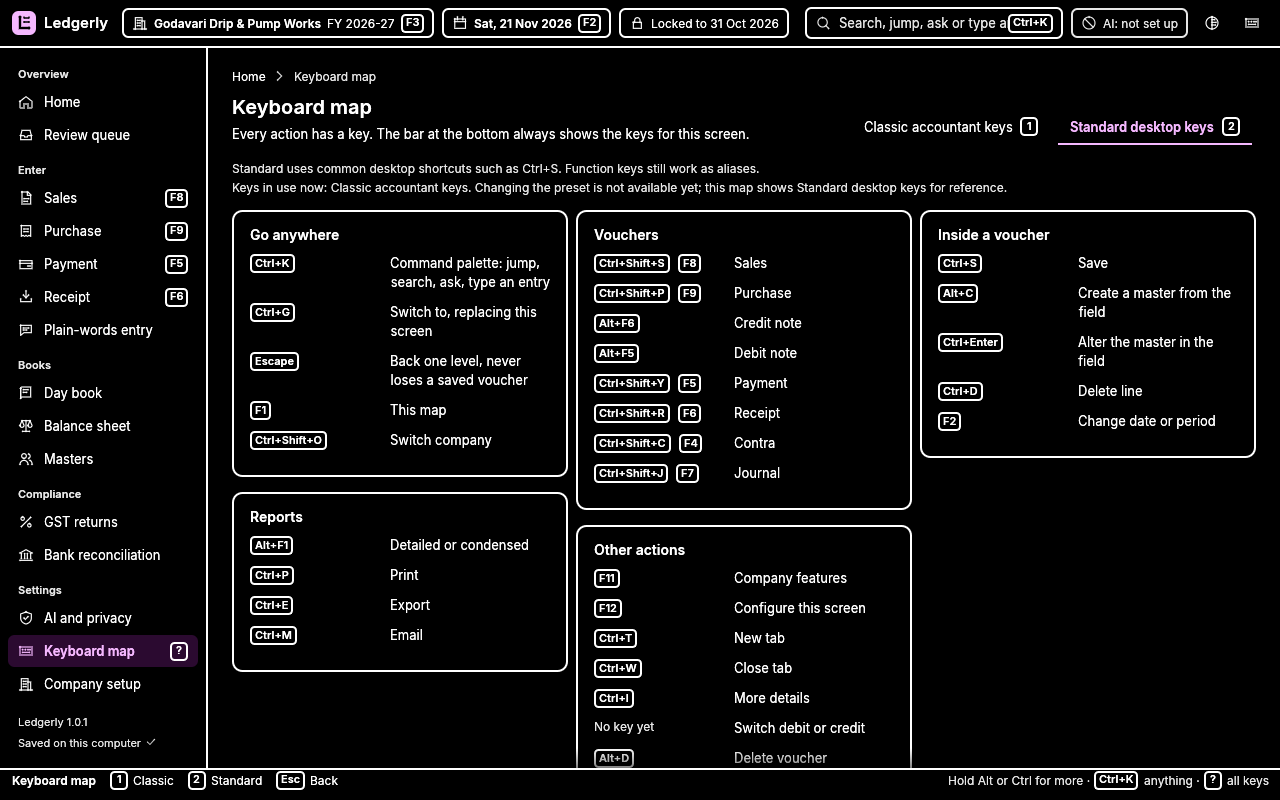 Ledgerly
Godavari Drip & Pump Works FY 2026-27 F3
Sat, 21 Nov 2026 F2
Locked to 31 Oct 2026
Search, jump, ask or type a Ctrl+K
AI: not set up
Overview
Home
Review queue
Enter
Sales F8
Purchase F9
Payment F5
Receipt F6
Plain-words entry
Books
Day book
Balance sheet
Masters
Compliance
GST returns
Bank reconciliation
Settings
AI and privacy
Keyboard map ?
Company setup
Ledgerly 1.0.1
Saved on this computer
Home Keyboard map
Keyboard map
Every action has a key. The bar at the bottom always shows the keys for this screen.
Classic accountant keys 1
Standard desktop keys 2
Standard uses common desktop shortcuts such as Ctrl+S. Function keys still work as aliases.
Keys in use now: Classic accountant keys. Changing the preset is not available yet; this map shows Standard desktop keys for reference.
Go anywhere
Ctrl+K Command palette: jump,
search, ask, type an entry
Ctrl+G Switch to, replacing this
screen
Escape Back one level, never
loses a saved voucher
F1 This map
Ctrl+Shift+O Switch company
Reports
Alt+F1 Detailed or condensed
Ctrl+P Print
Ctrl+E Export
Ctrl+M Email
Vouchers
Ctrl+Shift+S F8 Sales
Ctrl+Shift+P F9 Purchase
Alt+F6 Credit note
Alt+F5 Debit note
Ctrl+Shift+Y F5 Payment
Ctrl+Shift+R F6 Receipt
Ctrl+Shift+C F4 Contra
Ctrl+Shift+J F7 Journal
Other actions
F11 Company features
F12 Configure this screen
Ctrl+T New tab
Ctrl+W Close tab
Ctrl+I More details
No key yet Switch debit or credit
Alt+D Delete voucher
Inside a voucher
Ctrl+S Save
Alt+C Create a master from the
field
Ctrl+Enter Alter the master in the
field
Ctrl+D Delete line
F2 Change date or period
Keyboard map 1 Classic 2 Standard Esc Back
Hold Alt or Ctrl for more · Ctrl+K anything · ? all keys